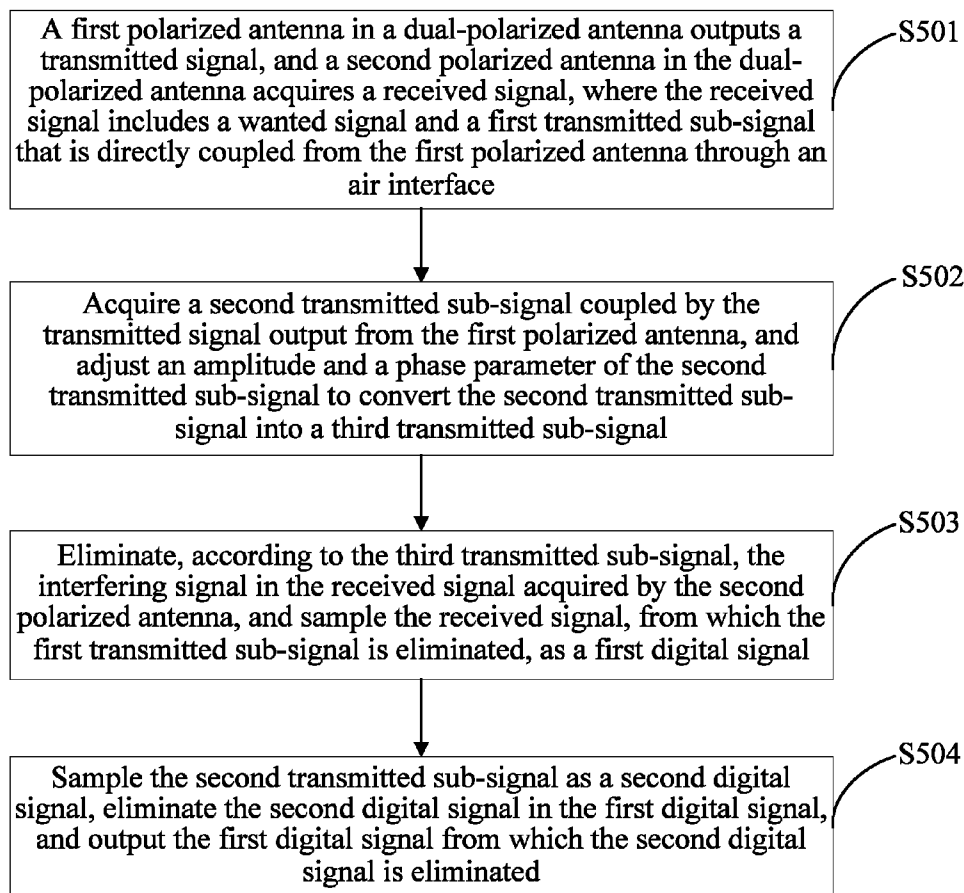 A first polarized antenna in a dual-polarized antenna outputs a
transmitted signal, and a second polarized antenna in the dual-
polarized antenna acquires a received signal, where the received
signal includes a wanted signal and a first transmitted sub-signal
that is directly coupled from the first polarized antenna through an
air interface
S501
Acquire a second transmitted sub-signal coupled by the
transmitted signal output from the first polarized antenna, and
adjust an amplitude and a phase parameter of the second
transmitted sub-signal to convert the second transmitted sub-
signal into a third transmitted sub-signal
S502
Eliminate, according to the third transmitted sub-signal, the
interfering signal in the received signal acquired by the second
polarized antenna, and sample the received signal, from which the
first transmitted sub-signal is eliminated, as a first digital signal
S503
Sample the second transmitted sub-signal as a second digital
signal, eliminate the second digital signal in the first digital signal,
and output the first digital signal from which the second digital
signal is eliminated
S504